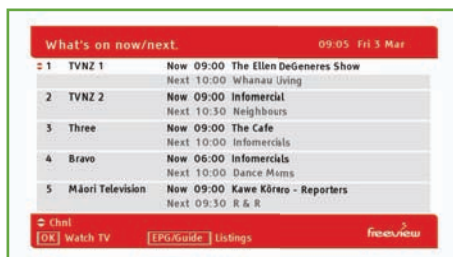 What's on now/next. 09:05 Fri 3 Mar
1 TVNZ 1 Now 09:00 The Ellen DeGeneres Show
Next 10:00 Whanau Living
2 TVNZ 2 Now 09:00 Infomercial
Next 10:30 Neighbours
3 Three Now 09:00 The Cafe
Next 10:00 Infomercials
4 Bravo Now 06:00 Infomercials
Next 10:00 Dance Moms
5 Māori Television Now 09:00 Kawe Kōrero - Reporters
Next 09:30 R & R
Chnl
OK Watch TV EPG/Guide Listings
freeview